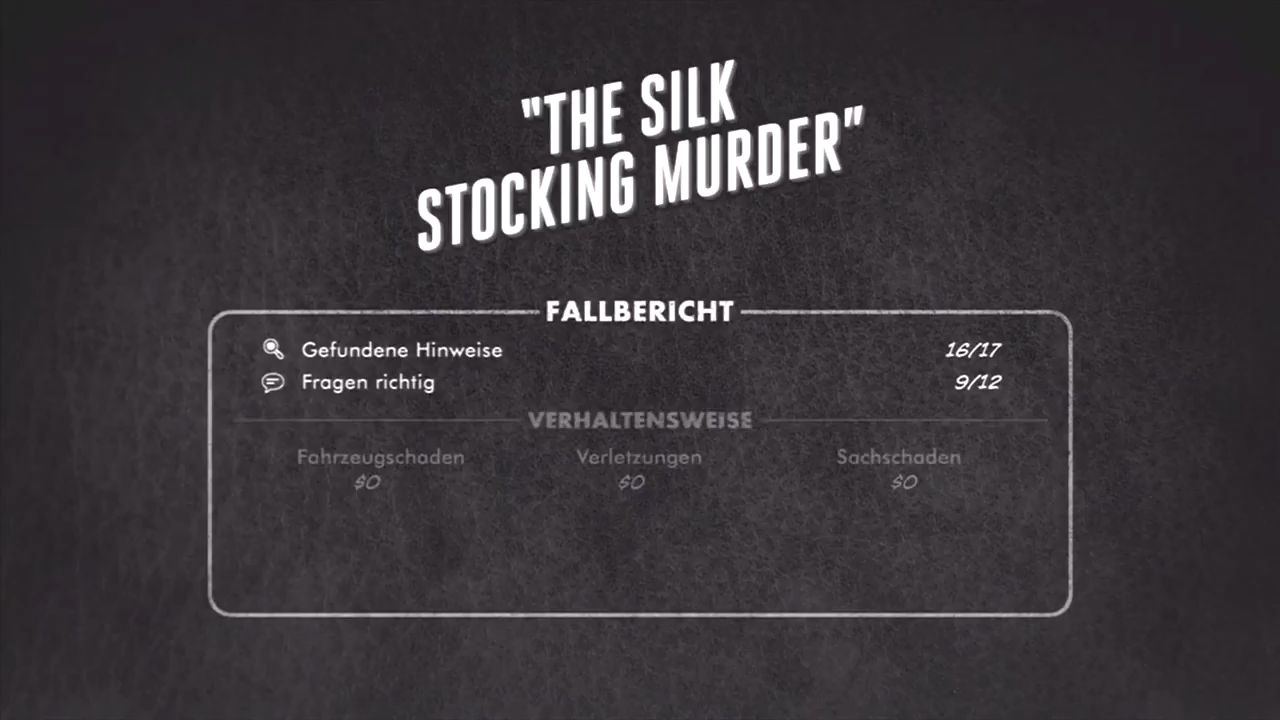 "THE SILK
STOCKING MURDER"
FALLBERICHT
Gefundene Hinweise 16/17
Fragen richtig 9/12
VERHALTENSWEISE
Fahrzeugschaden Verletzungen Sachschaden
$0 $0 $0